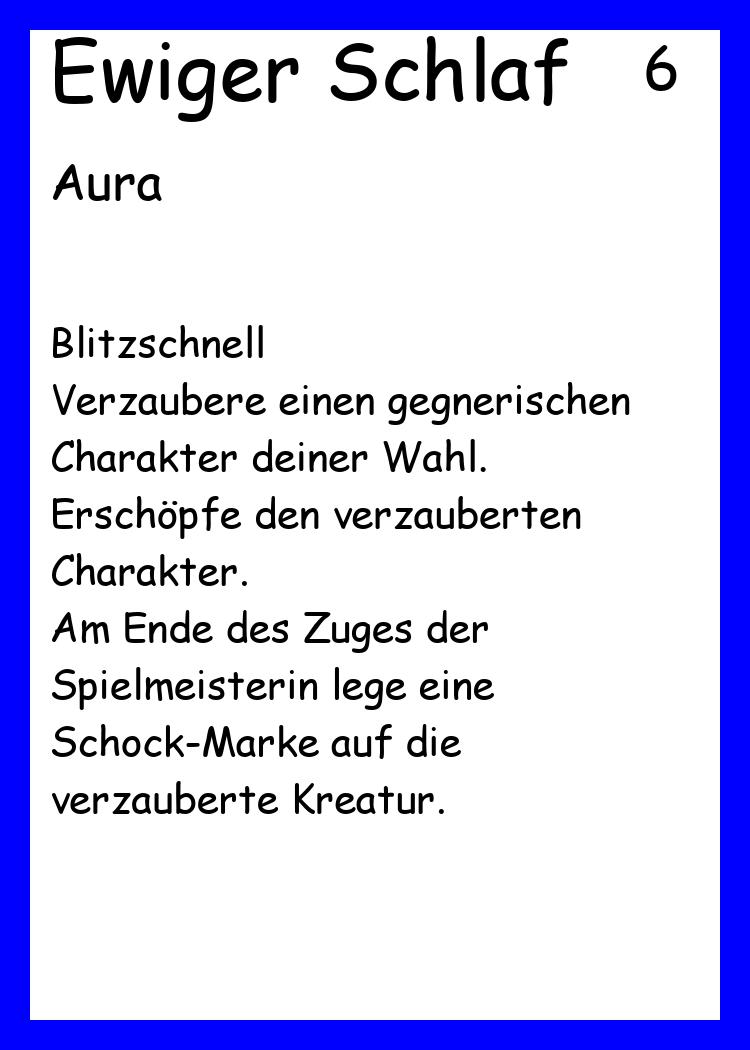 Ewiger Schlaf 6
Aura
Blitzschnell
Verzaubere einen gegnerischen
Charakter deiner Wahl.
Erschöpfe den verzauberten
Charakter.
Am Ende des Zuges der
Spielmeisterin lege eine
Schock-Marke auf die
verzauberte Kreatur.